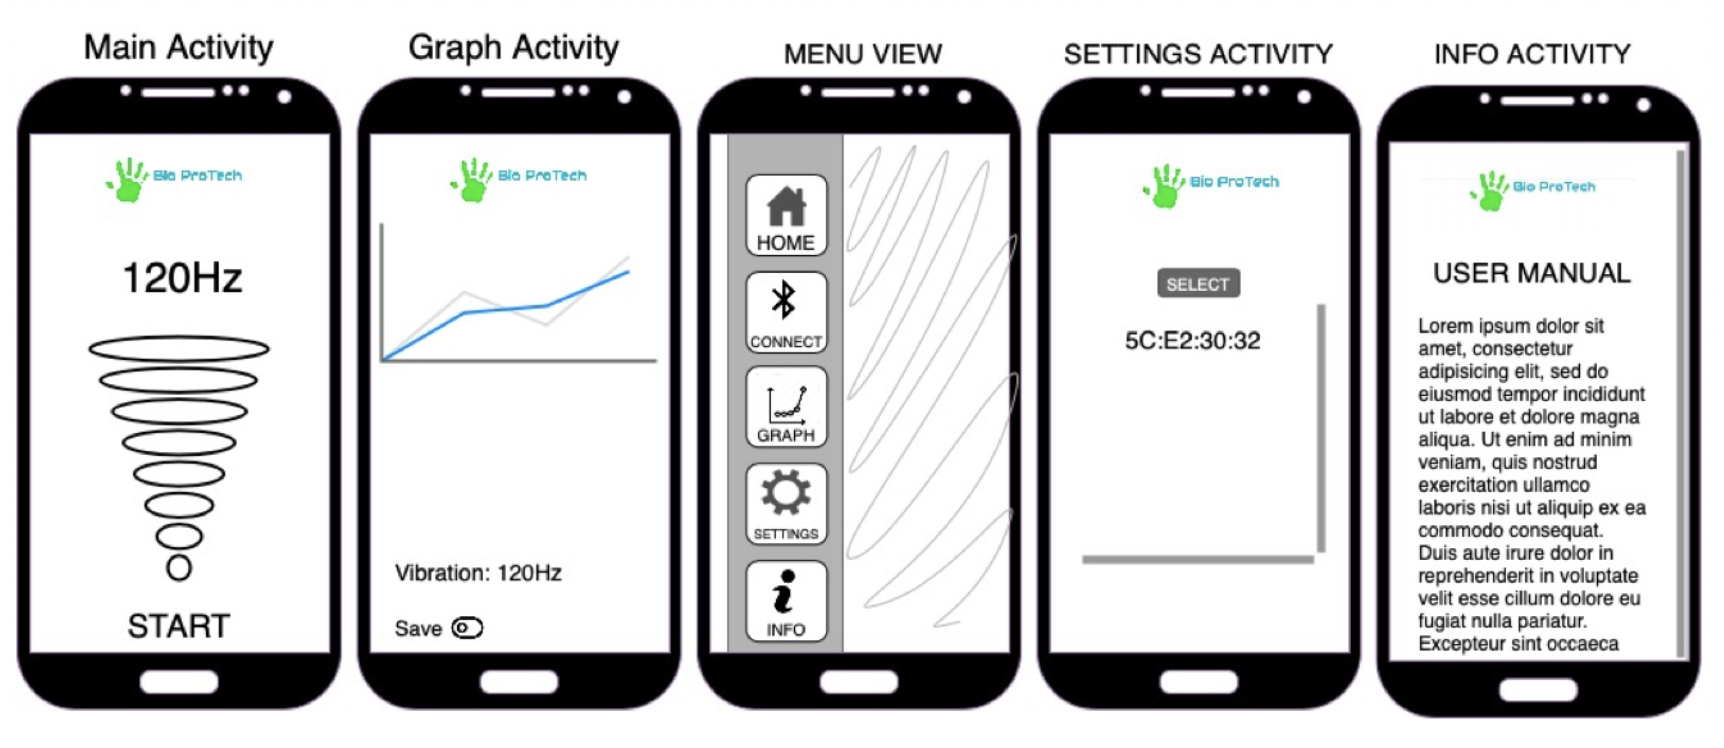 Main Activity
Bio ProTech
120Hz
START
Graph Activity
Bio ProTech
Vibration: 120Hz
Save
MENU VIEW
HOME
CONNECT
GRAPH
SETTINGS
INFO
SETTINGS ACTIVITY
Bio ProTech
SELECT
5C:E2:30:32
INFO ACTIVITY
Bio ProTech
USER MANUAL
Lorem ipsum dolor sit
amet, consectetur
adipisicing elit, sed do
eiusmod tempor incididunt
ut labore et dolore magna
aliqua. Ut enim ad minim
veniam, quis nostrud
exercitation ullamco
laboris nisi ut aliquip ex ea
commodo consequat.
Duis aute irure dolor in
reprehenderit in voluptate
velit esse cillum dolore eu
fugiat nulla pariatur.
Excepteur sint occaeca